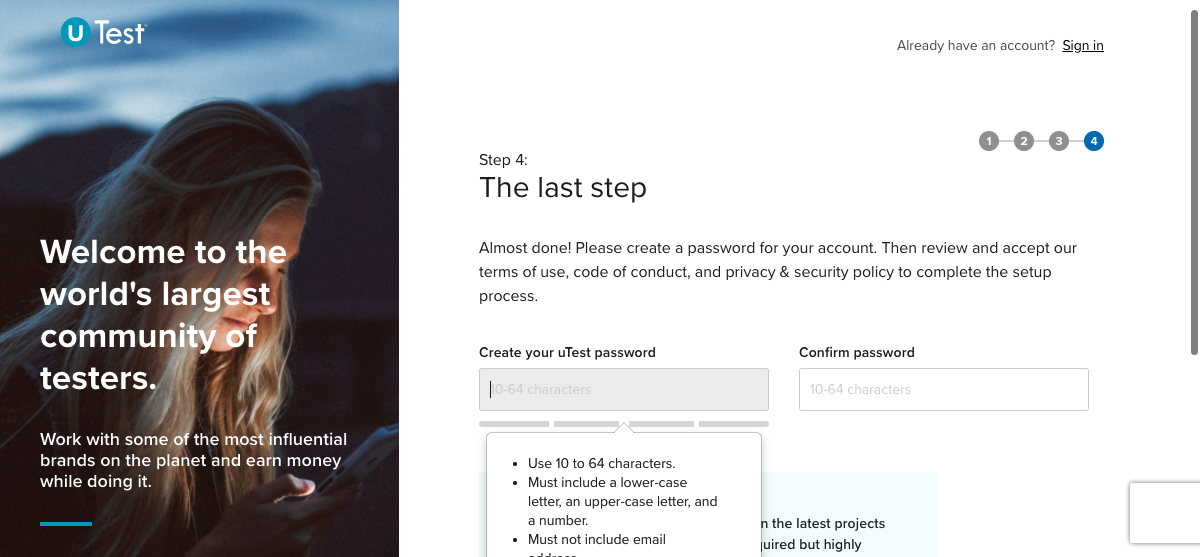 u Test
Already have an account? Sign in
1 2 3 4
Step 4:
The last step
Welcome to the
world's largest
community of
testers.
Work with some of the most influential
brands on the planet and earn money
while doing it.
Almost done! Please create a password for your account. Then review and accept our
terms of use, code of conduct, and privacy & security policy to complete the setup
process.
Create your uTest password
10-64 characters
Confirm password
10-64 characters
• Use 10 to 64 characters.
• Must include a lower-case
letter, an upper-case letter, and
a number.
• Must not include email
the latest projects
but highly